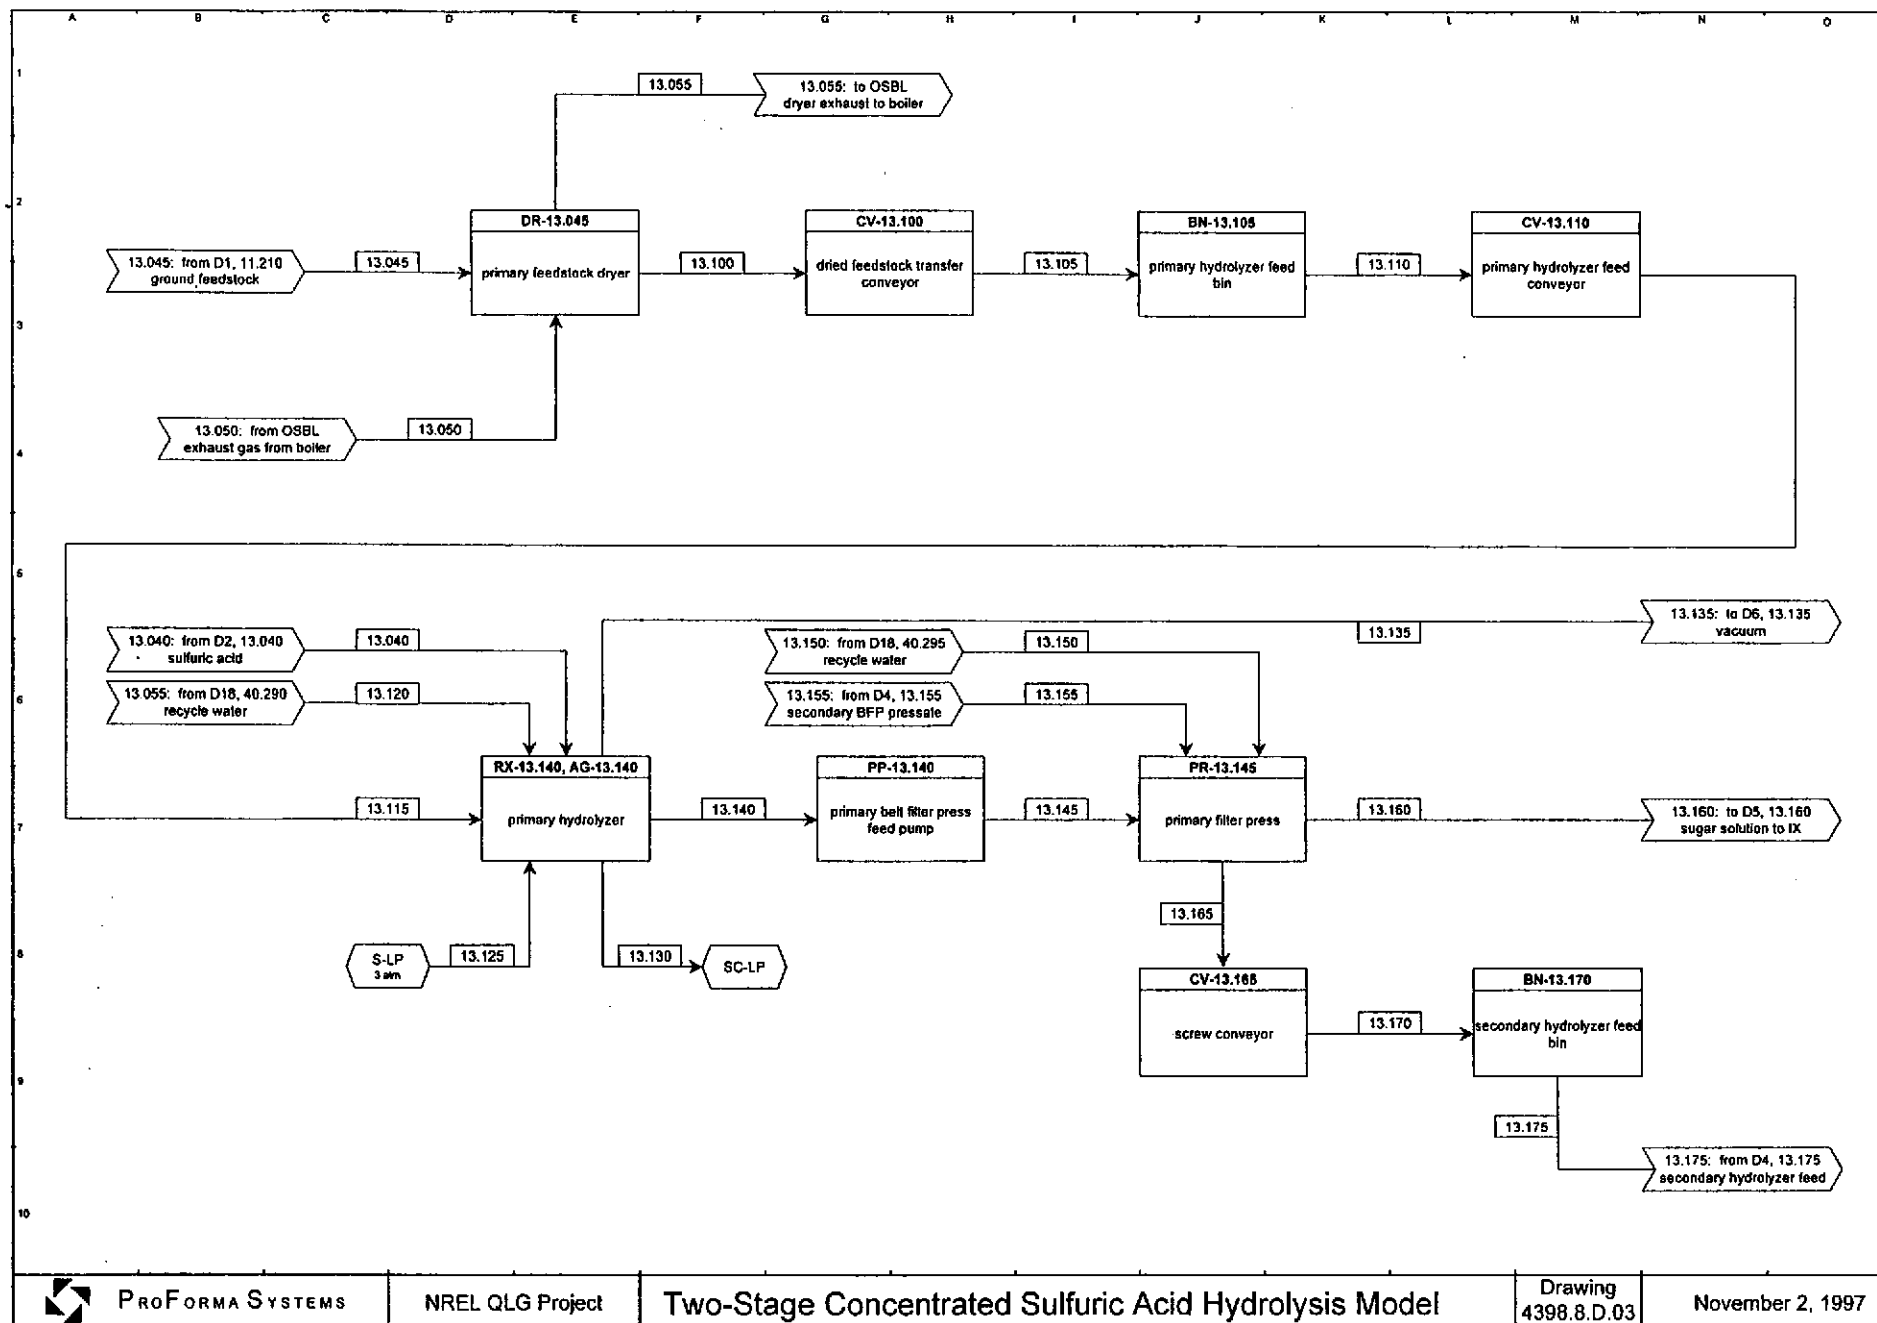 A B C D E F G H I J K L M N O
1
13.055
13.055: to OSBL
dryer exhaust to boiler
2
DR-13.045
primary feedstock dryer
CV-13.100
dried feedstock transfer
conveyor
BN-13.105
primary hydrolyzer feed
bin
CV-13.110
primary hydrolyzer feed
conveyor
13.045: from D1, 11.210
ground feedstock
13.045
13.100
13.105
13.110
3
13.050: from OSBL
exhaust gas from boiler
13.050
4
5
13.040: from D2, 13.040
sulfuric acid
13.040
13.150: from D18, 40.295
recycle water
13.150
13.135
13.135: to D6, 13.135
vacuum
13.055: from D18, 40.290
recycle water
13.120
13.155: from D4, 13.155
secondary BFP pressate
13.155
6
RX-13.140, AG-13.140
primary hydrolyzer
PP-13.140
primary belt filter press
feed pump
PR-13.145
primary filter press
13.115
13.140
13.145
13.160
13.160: to D5, 13.160
sugar solution to IX
7
13.165
8
S-LP
3 atm
13.125
13.130
SC-LP
CV-13.165
screw conveyor
13.170
BN-13.170
secondary hydrolyzer feed
bin
9
13.175
13.175: from D4, 13.175
secondary hydrolyzer feed
10
PROFORMA SYSTEMS
NREL QLG Project
Two-Stage Concentrated Sulfuric Acid Hydrolysis Model
Drawing
4398.8.D.03
November 2, 1997